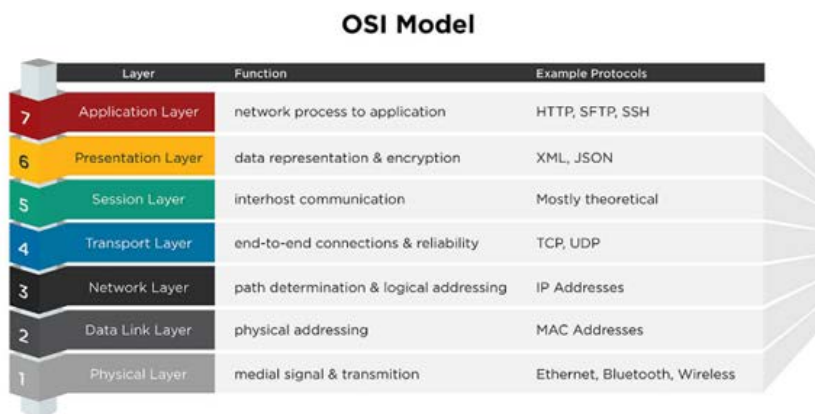 OSI Model
Layer Function Example Protocols
7 Application Layer network process to application HTTP, SFTP, SSH
6 Presentation Layer data representation & encryption XML, JSON
5 Session Layer interhost communication Mostly theoretical
4 Transport Layer end-to-end connections & reliability TCP, UDP
3 Network Layer path determination & logical addressing IP Addresses
2 Data Link Layer physical addressing MAC Addresses
1 Physical Layer medial signal & transmition Ethernet, Bluetooth, Wireless